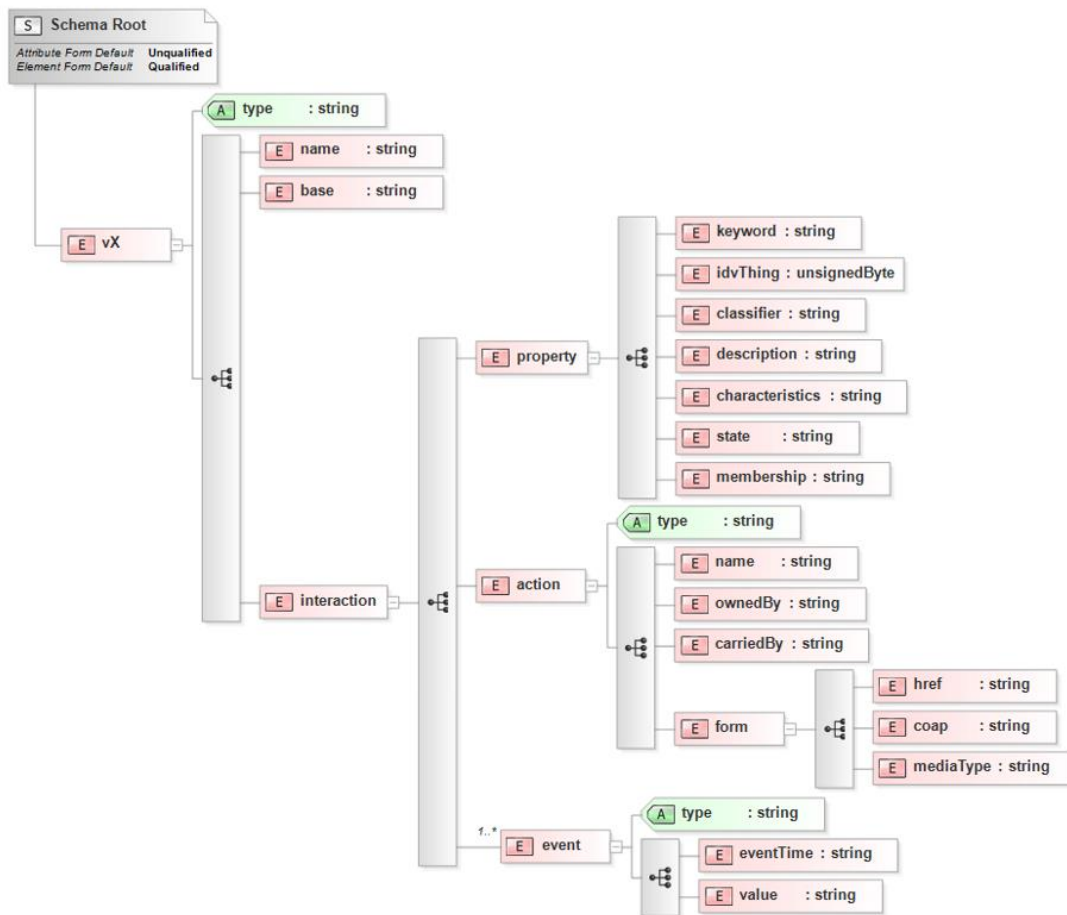 S Schema Root
Attribute Form Default Unqualified
Element Form Default Qualified
A type : string
E name : string
E base : string
E vX
E keyword : string
E idvThing : unsignedByte
E classifier : string
E property
E description : string
E characteristics : string
E state : string
E membership : string
A type : string
E action
E name : string
E interaction
E ownedBy : string
E carriedBy : string
E href : string
E form
E coap : string
E mediaType : string
A type : string
1..*
E event
E eventTime : string
E value : string